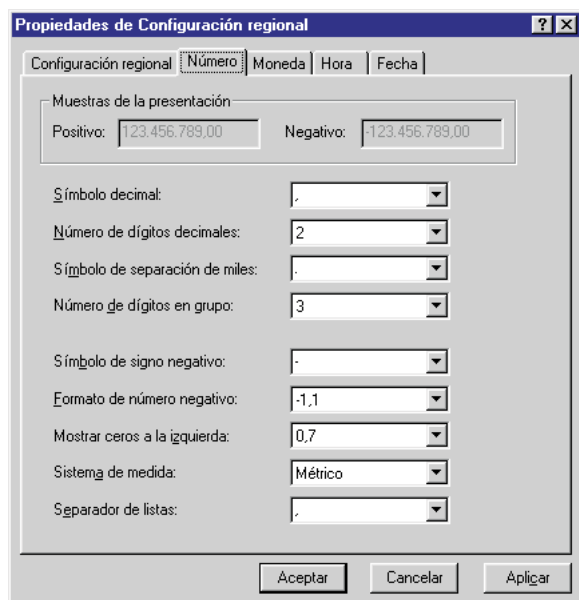 Propiedades de Configuración regional
Configuración regional Número Moneda Hora Fecha
Muestras de la presentación
Positivo: 123.456.789,00 Negativo: -123.456.789,00
Símbolo decimal: ,
Número de dígitos decimales: 2
Símbolo de separación de miles: .
Número de dígitos en grupo: 3
Símbolo de signo negativo: -
Formato de número negativo: -1,1
Mostrar ceros a la izquierda: 0,7
Sistema de medida: Métrico
Separador de listas: ,
Aceptar Cancelar Aplicar